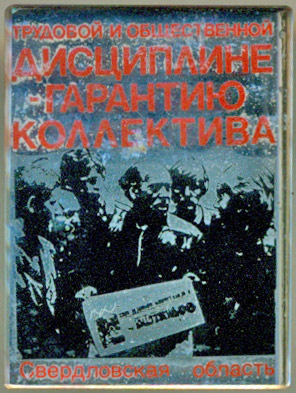 ТРУДОВОЙ И ОБЩЕСТВЕННОЙ
ДИСЦИПЛИНЕ
-ГАРАНТИЮ
КОЛЛЕКТИВА
Свердловская область